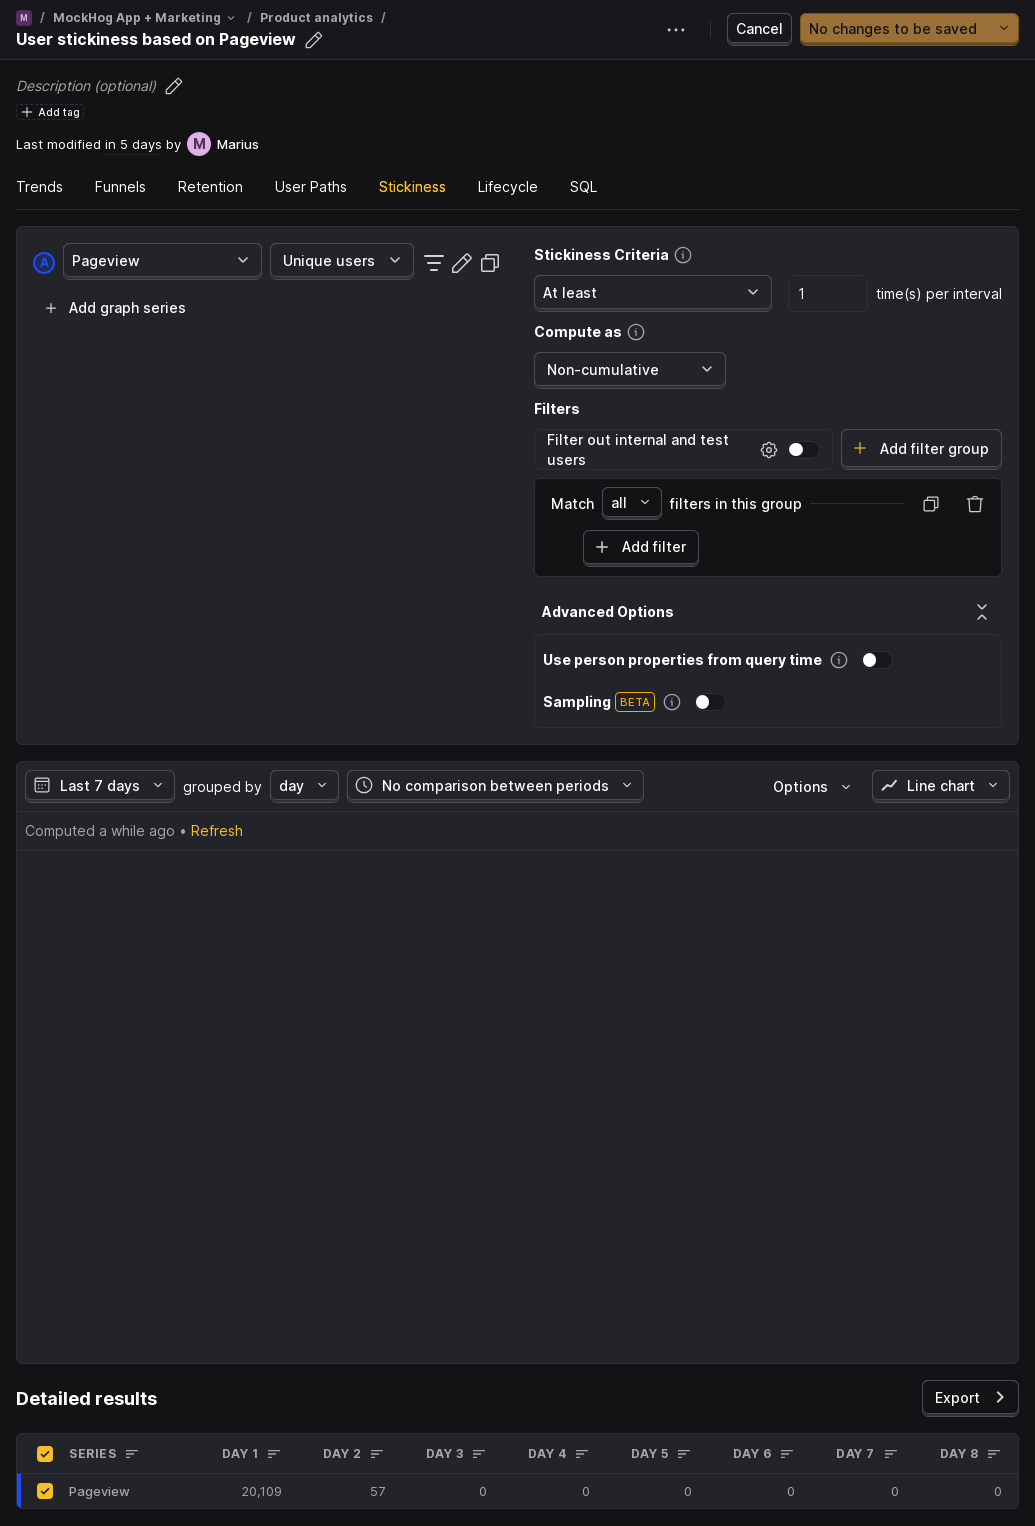 M / MockHog App + Marketing / Product analytics /
User stickiness based on Pageview
Cancel
No changes to be saved
Description (optional)
Add tag
Last modified in 5 days by M Marius
Trends Funnels Retention User Paths Stickiness Lifecycle SQL
A Pageview Unique users
Add graph series
Stickiness Criteria
At least 1 time(s) per interval
Compute as
Non-cumulative
Filters
Filter out internal and test
users
Add filter group
Match all filters in this group
Add filter
Advanced Options
Use person properties from query time
Sampling BETA
Last 7 days grouped by day No comparison between periods Options Line chart
Computed a while ago • Refresh
Detailed results Export
SERIES DAY 1 DAY 2 DAY 3 DAY 4 DAY 5 DAY 6 DAY 7 DAY 8
Pageview 20,109 57 0 0 0 0 0 0